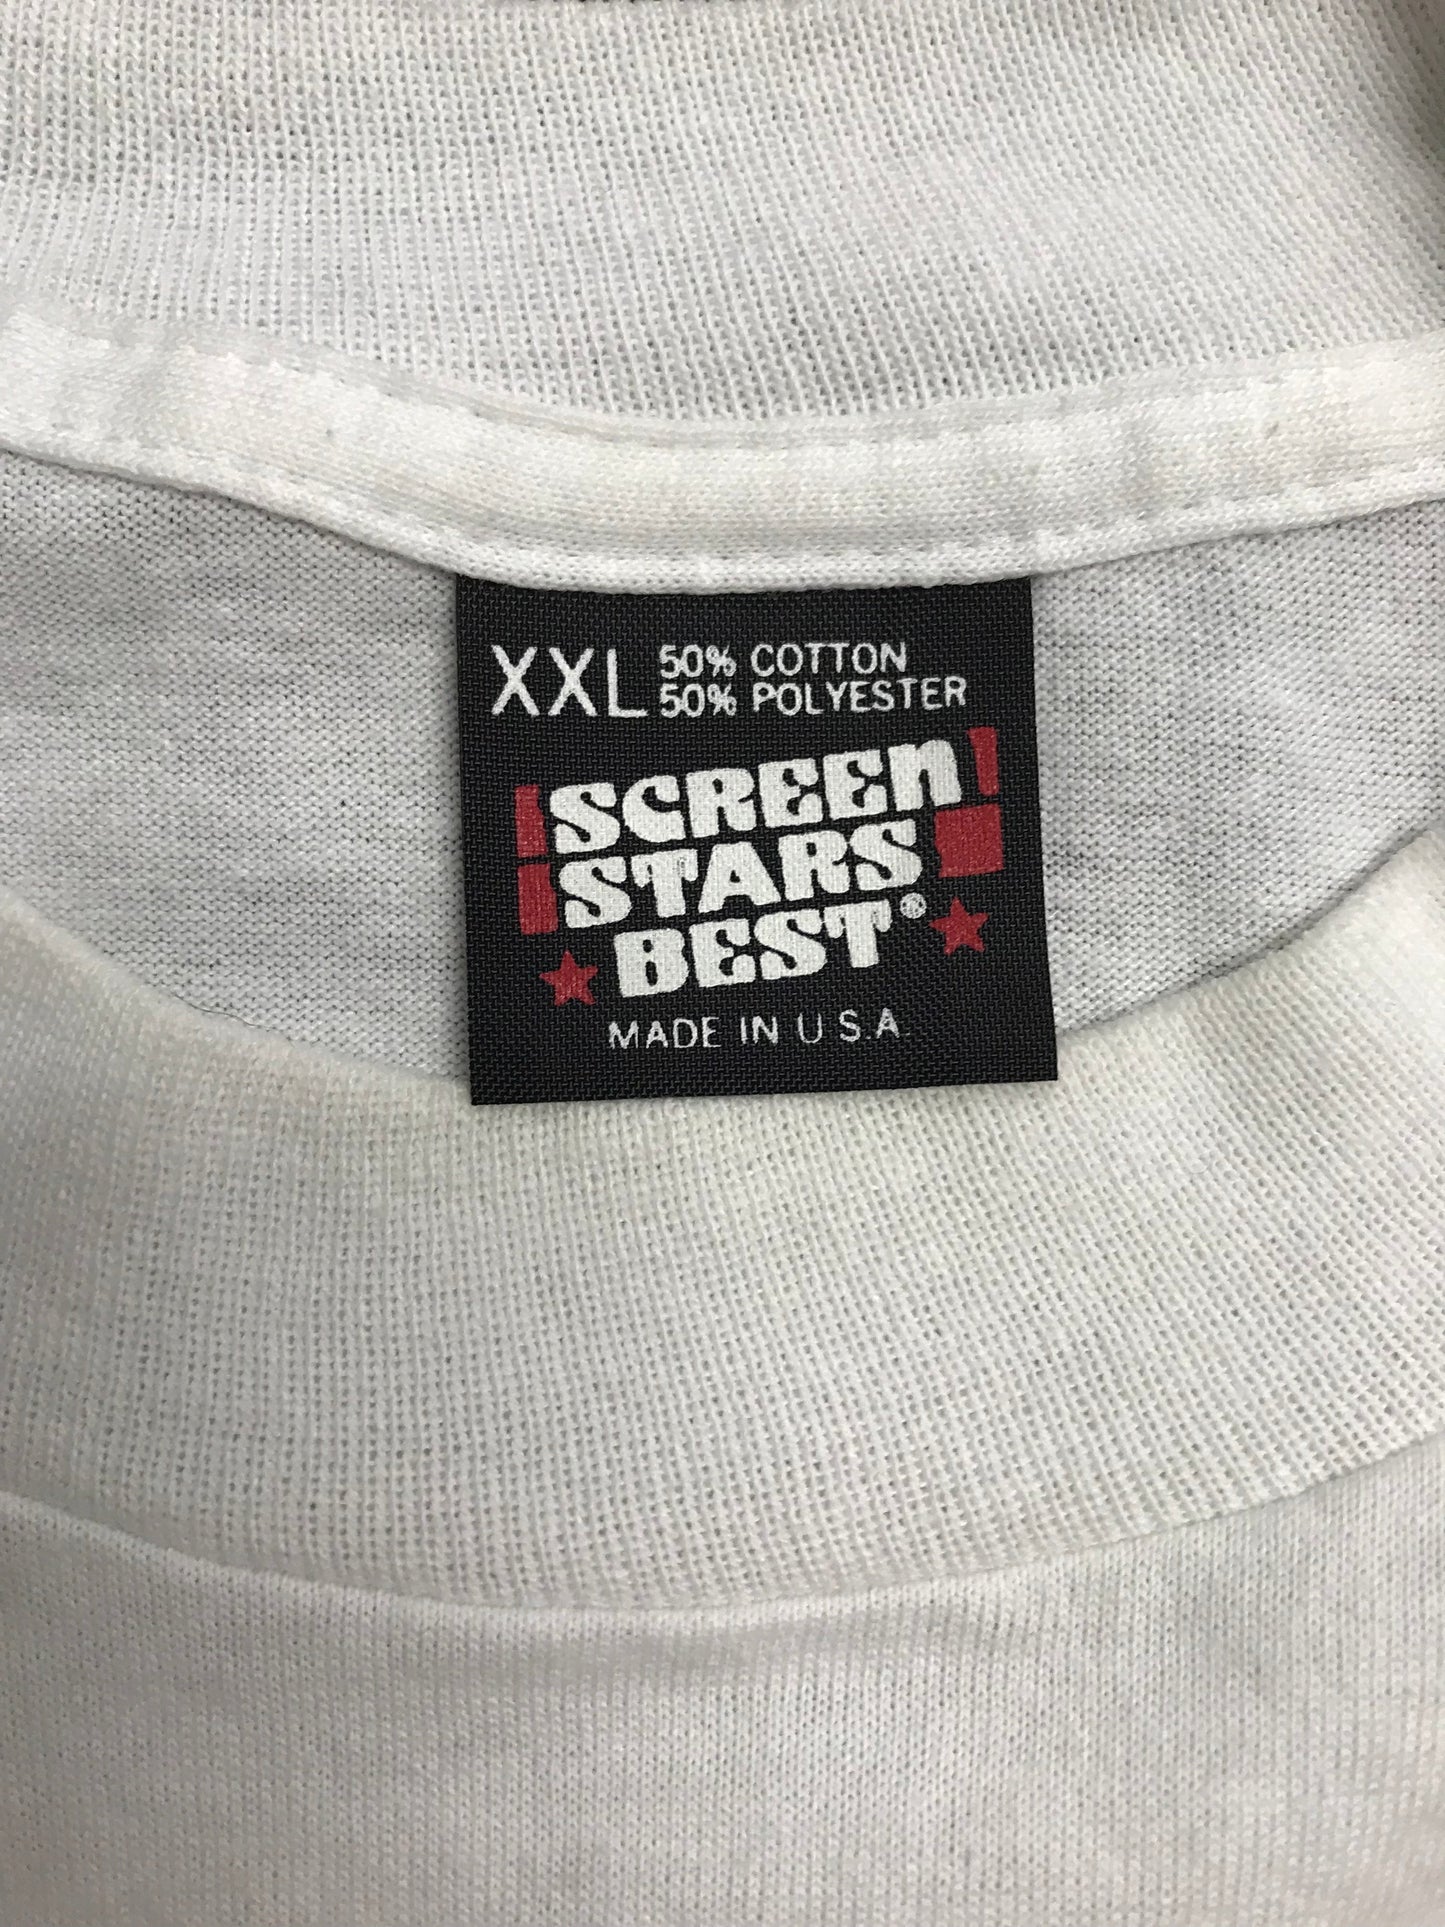 XXL 50% COTTON
50% POLYESTER
SCREEN
STARS
BEST®
MADE IN U S.A